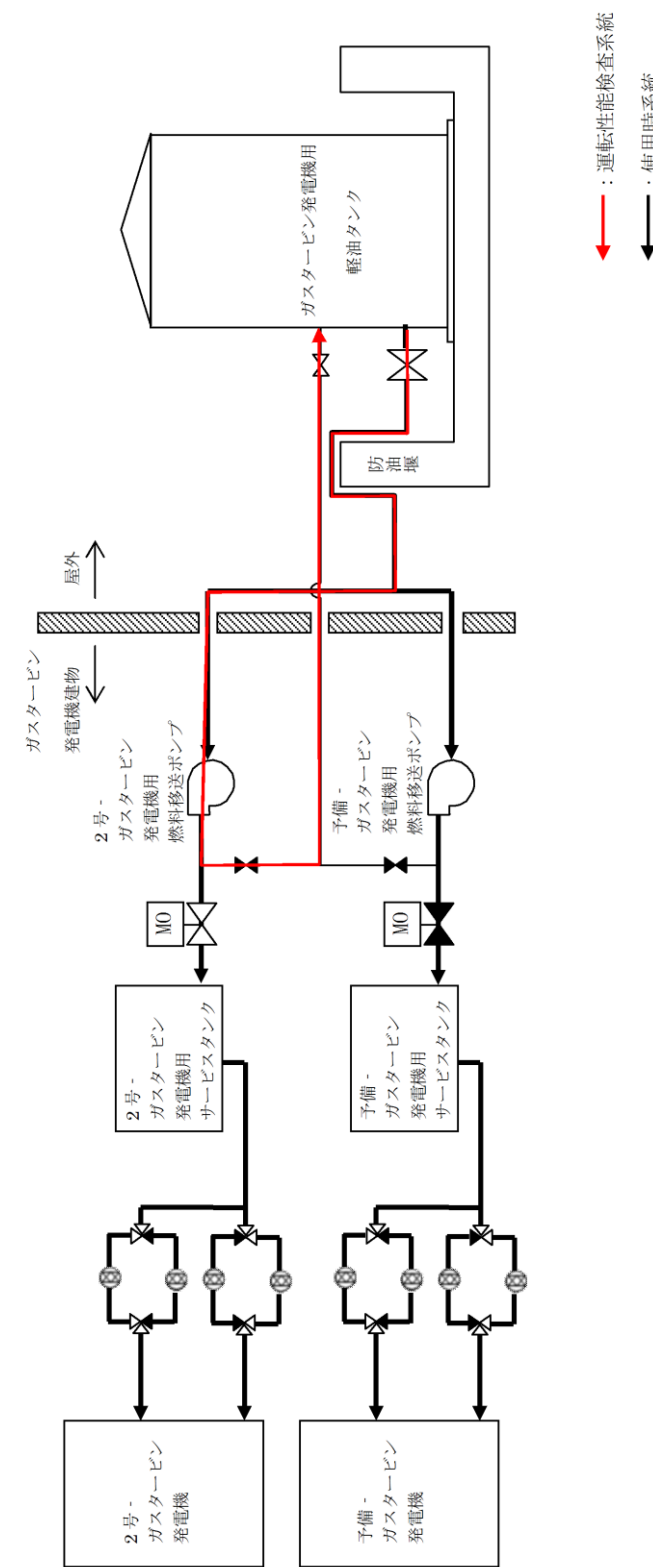 ガスタービン発電機用
軽油タンク
防油堰
屋外
ガスタービン
発電機建物
2号-
ガスタービン
発電機用
燃料移送ポンプ
予備-
ガスタービン
発電機用
燃料移送ポンプ
MO
MO
2号-
ガスタービン
発電機用
サービスタンク
予備-
ガスタービン
発電機用
サービスタンク
2号-
ガスタービン
発電機
予備-
ガスタービン
発電機
:運転性能検査系統
:使用時系統